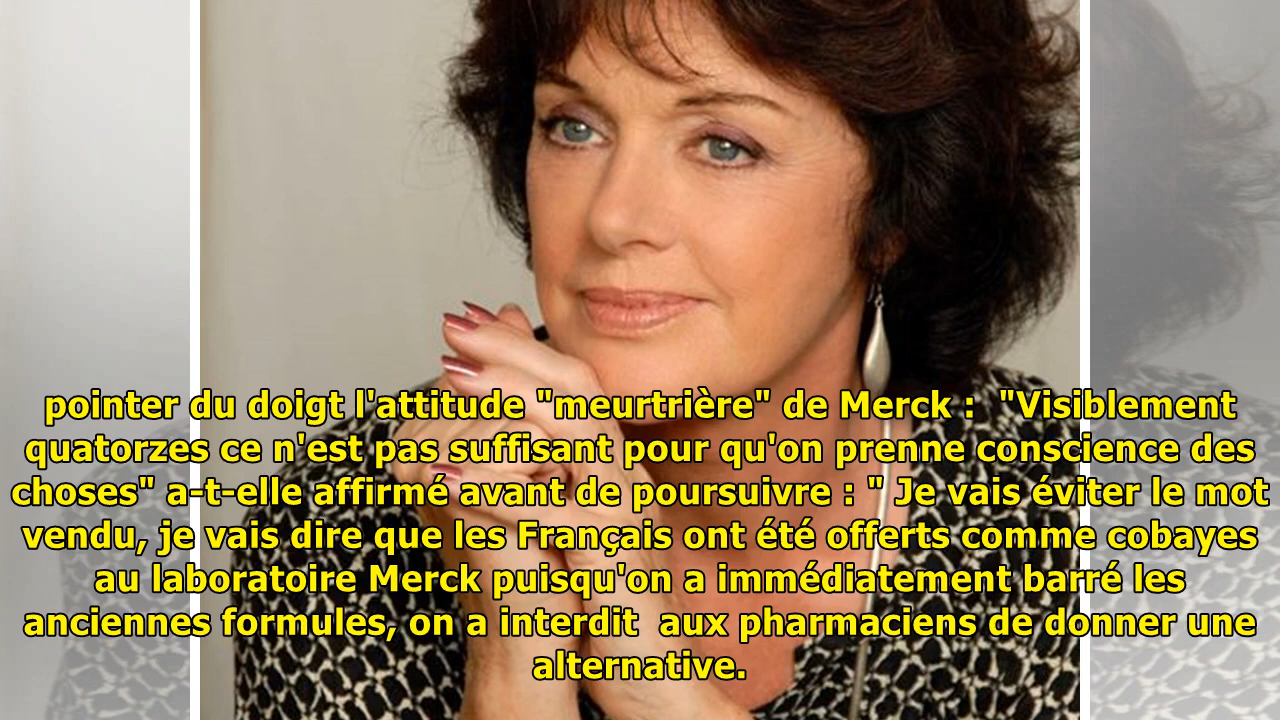 pointer du doigt l'attitude "meurtrière" de Merck :  "Visiblement
quatorzes ce n'est pas suffisant pour qu'on prenne conscience des
choses" a-t-elle affirmé avant de poursuivre : " Je vais éviter le mot
vendu, je vais dire que les Français ont été offerts comme cobayes
au laboratoire Merck puisqu'on a immédiatement barré les
anciennes formules, on a interdit  aux pharmaciens de donner une
alternative.